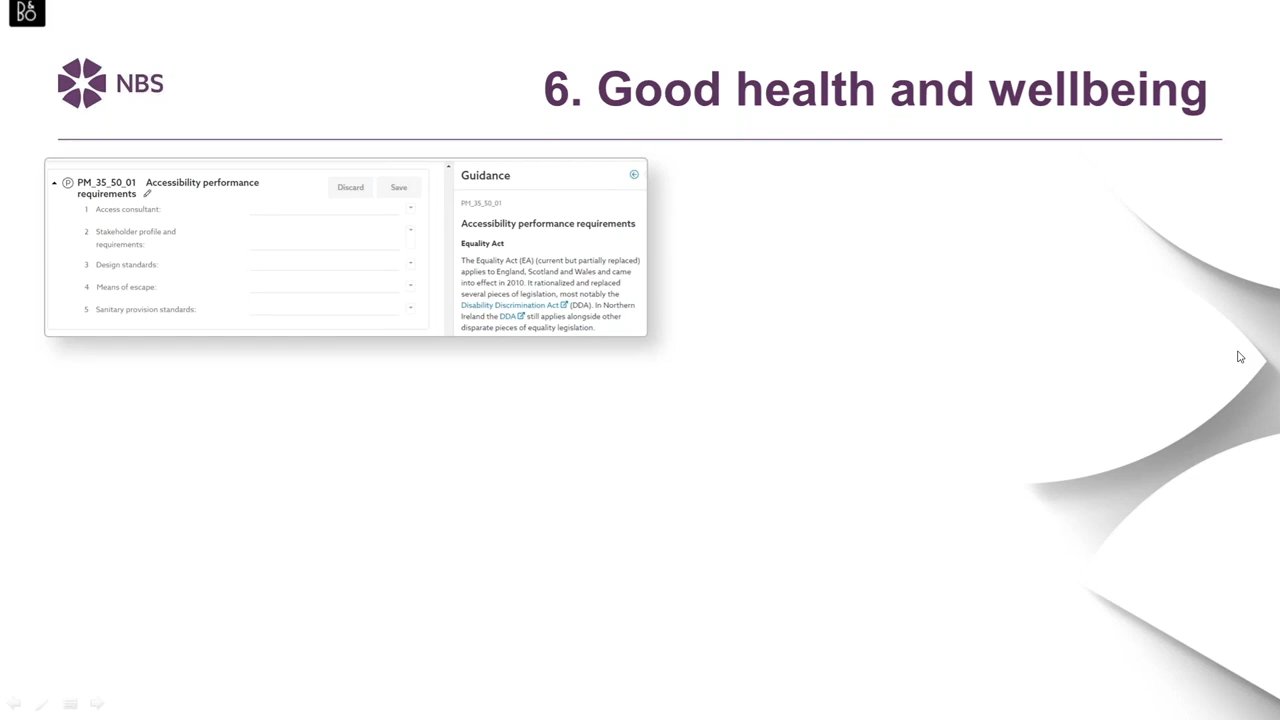 B&BO
NBS
6. Good health and wellbeing
P PM_35_50_01 Accessibility performance
requirements
Discard
Save
1 Access consultant:
2 Stakeholder profile and
requirements:
3 Design standards:
4 Means of escape:
5 Sanitary provision standards:
Guidance
PM_35_50_01
Accessibility performance requirements
Equality Act
The Equality Act (EA) (current but partially replaced)
applies to England, Scotland and Wales and came
into effect in 2010. It rationalized and replaced
several pieces of legislation, most notably the
Disability Discrimination Act (DDA). In Northern
Ireland the DDA still applies alongside other
disparate pieces of equality legislation.